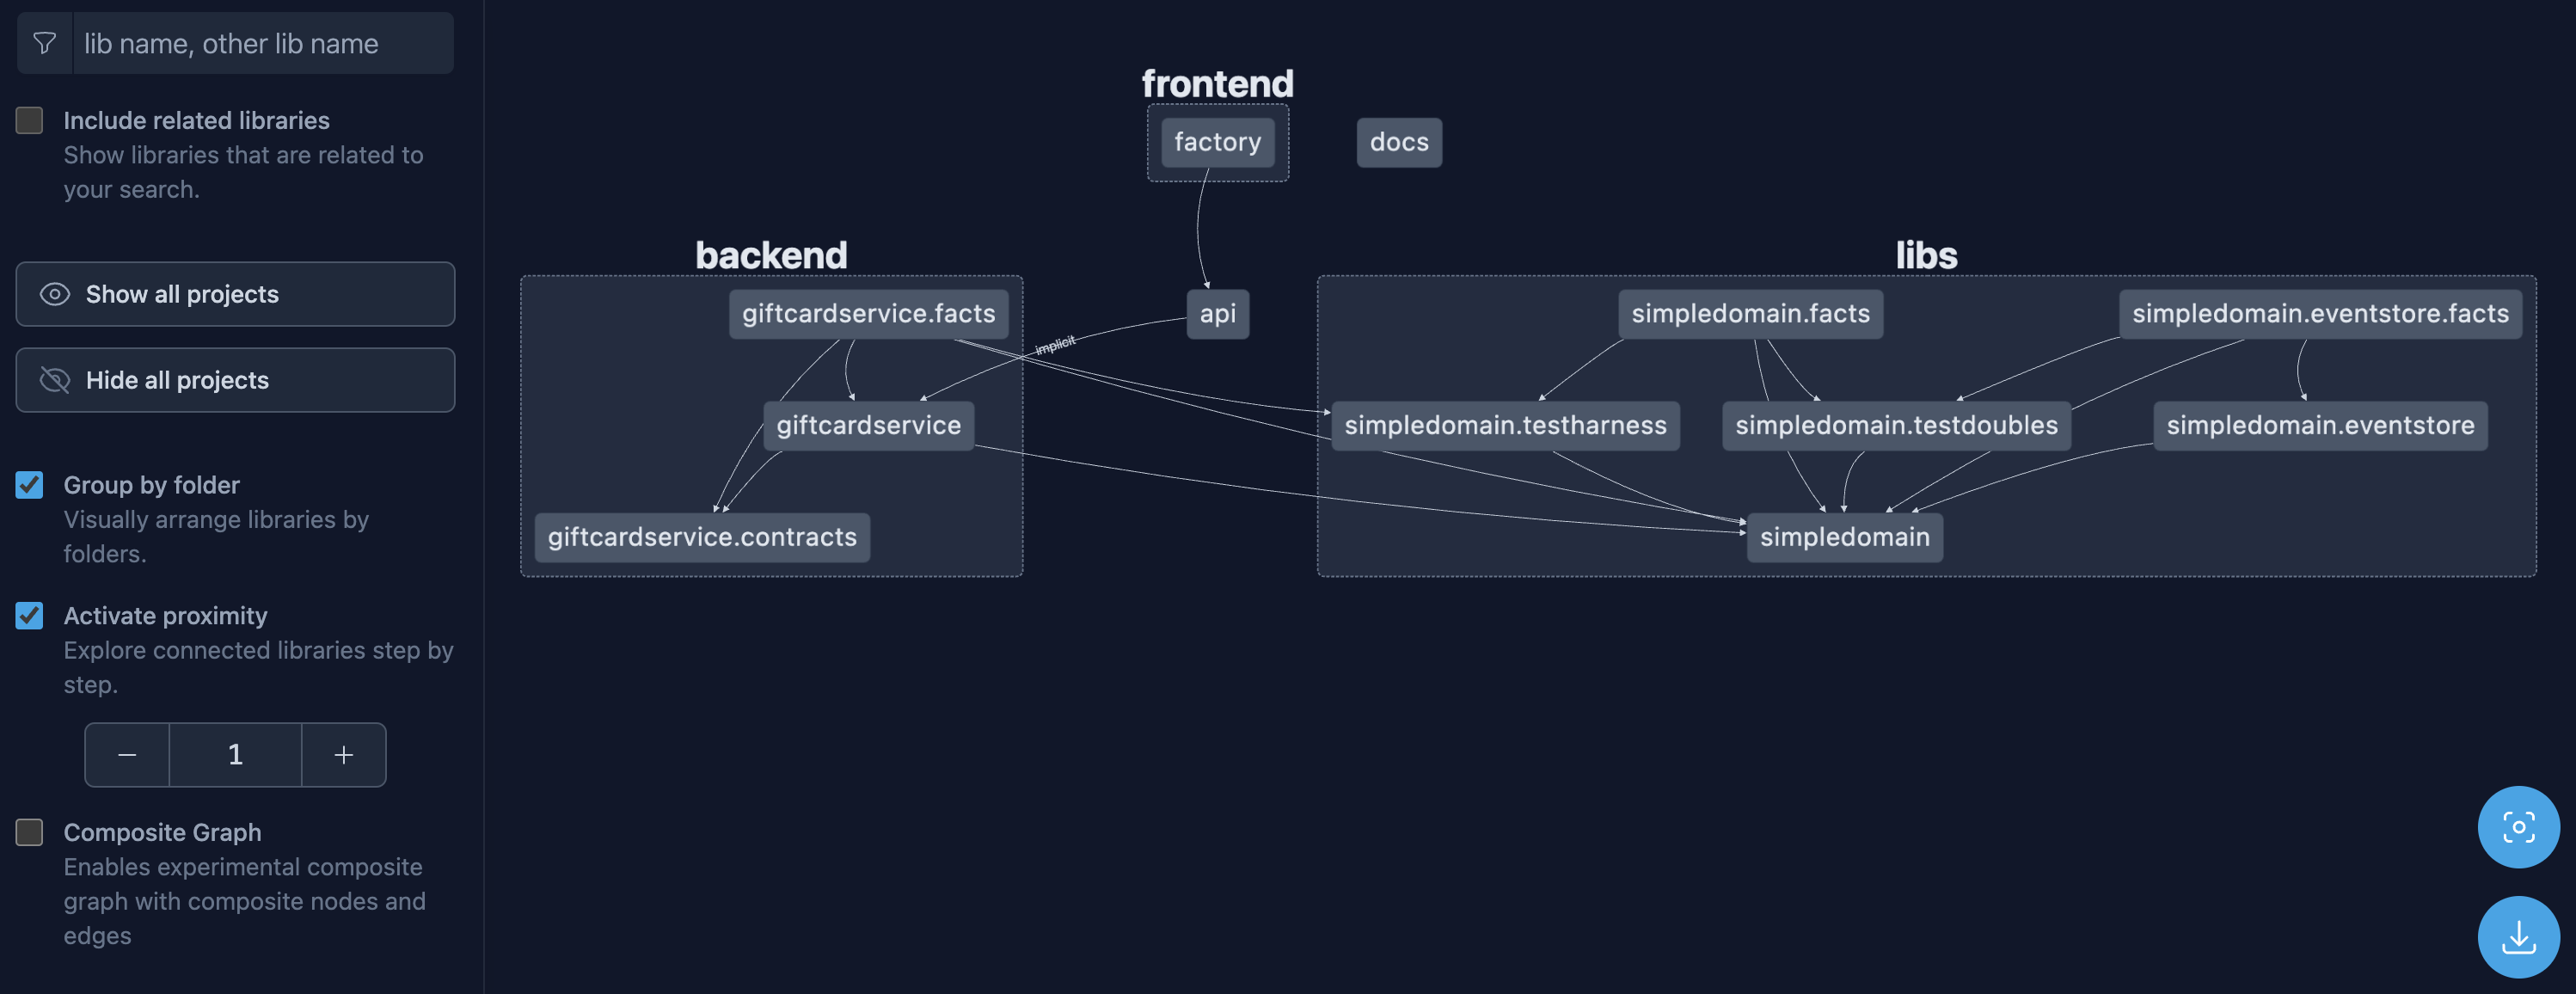 lib name, other lib name
Include related libraries
Show libraries that are related to
your search.
Show all projects
Hide all projects
Group by folder
Visually arrange libraries by
folders.
Activate proximity
Explore connected libraries step by
step.
1
Composite Graph
Enables experimental composite
graph with composite nodes and
edges
frontend
factory
docs
backend
libs
giftcardservice.facts
api
simpledomain.facts
simpledomain.eventstore.facts
implicit
giftcardservice
simpledomain.testharness
simpledomain.testdoubles
simpledomain.eventstore
giftcardservice.contracts
simpledomain